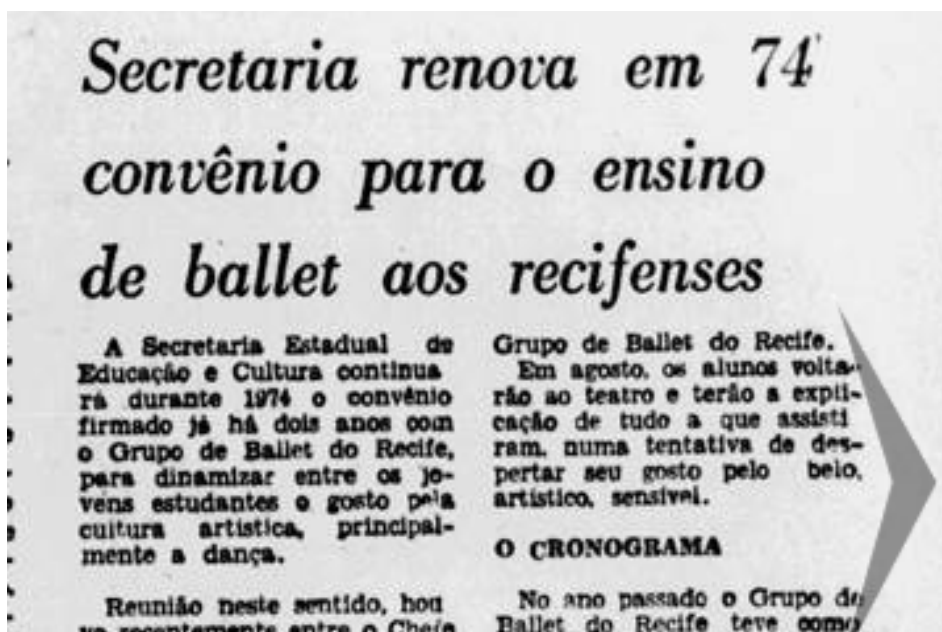 Secretaria renova em 74
convênio para o ensino
de ballet aos recifenses
A Secretaria Estadual de
Educação e Cultura continua
rá durante 1974 o convênio
firmado já há dois anos com
o Grupo de Ballet do Recife,
para dinamizar entre os jo-
vens estudantes o gosto pela
cultura artística, principal-
mente a dança.
Reunião neste sentido, hou
ve recentemente entre o Chefe
Grupo de Ballet do Recife.
Em agosto, os alunos volta-
rão ao teatro e terão a expli-
cação de tudo a que assisti
ram, numa tentativa de des-
pertar seu gosto pelo belo,
artístico, sensível.
O CRONOGRAMA
No ano passado o Grupo de
Ballet do Recife teve como